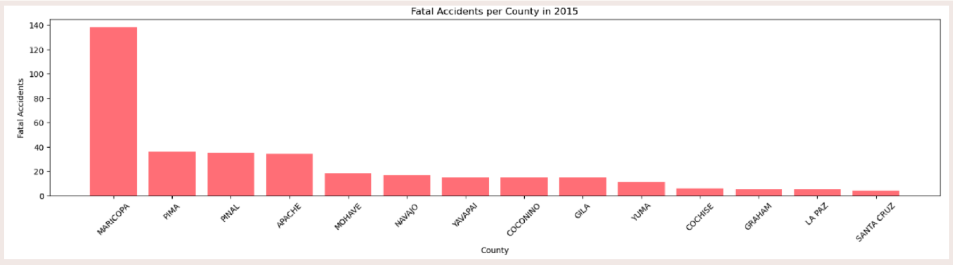 Fatal Accidents per County in 2015
140
120
100
80
60
40
20
0
Fatal Accidents
MARICOPA
PIMA
PINAL
APACHE
MOHAVE
NAVAJO
YAVAPAI
COCONINO
GILA
YUMA
COCHISE
GRAHAM
LA PAZ
SANTA CRUZ
County